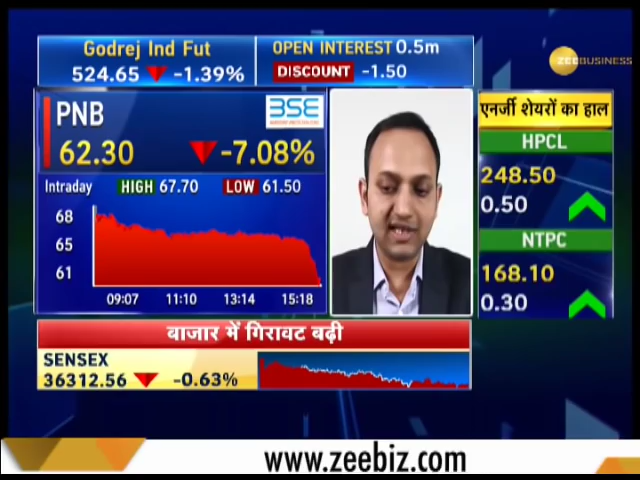 Godrej Ind Fut
524.65 -1.39%
OPEN INTEREST 0.5m
DISCOUNT -1.50
ZEEBUSINESS
PNB
BSE
62.30 -7.08%
Intraday HIGH 67.70 LOW 61.50
68
65
61
09:07 11:10 13:14 15:18
एनर्जी शेयरों का हाल
HPCL
248.50
0.50
NTPC
168.10
0.30
बाजार में गिरावट बढ़ी
SENSEX
36312.56 -0.63%
www.zeebiz.com